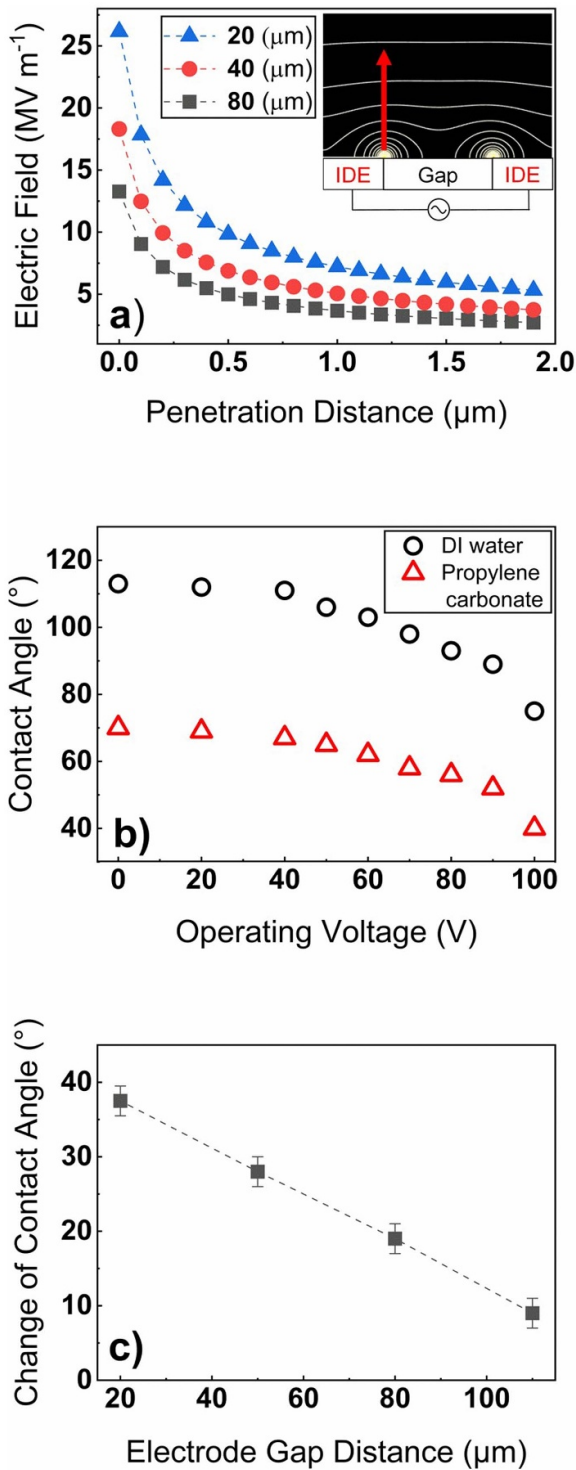 25
20
15
10
5
Electric Field (MV m⁻¹)
20 (μm)
40 (μm)
80 (μm)
IDE Gap IDE
a)
0.0 0.5 1.0 1.5 2.0
Penetration Distance (μm)
120
100
80
60
40
Contact Angle (°)
DI water
Propylene
carbonate
b)
0 20 40 60 80 100
Operating Voltage (V)
40
30
20
10
0
Change of Contact Angle (°)
c)
20 40 60 80 100
Electrode Gap Distance (μm)